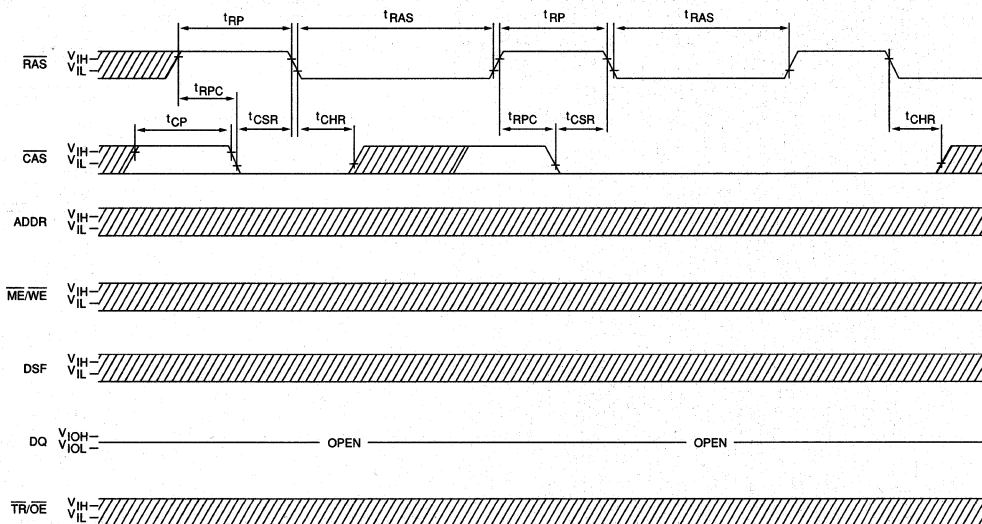 tRP tRAS tRP tRAS
RAS VIH VIL
tRPC
tCSR tCHR tRPC tCSR tCHR
tCP
CAS VIH VIL
ADDR VIH VIL
ME/WE VIH VIL
DSF VIH VIL
DQ VIOH VIOL OPEN OPEN
TR/OE VIH VIL